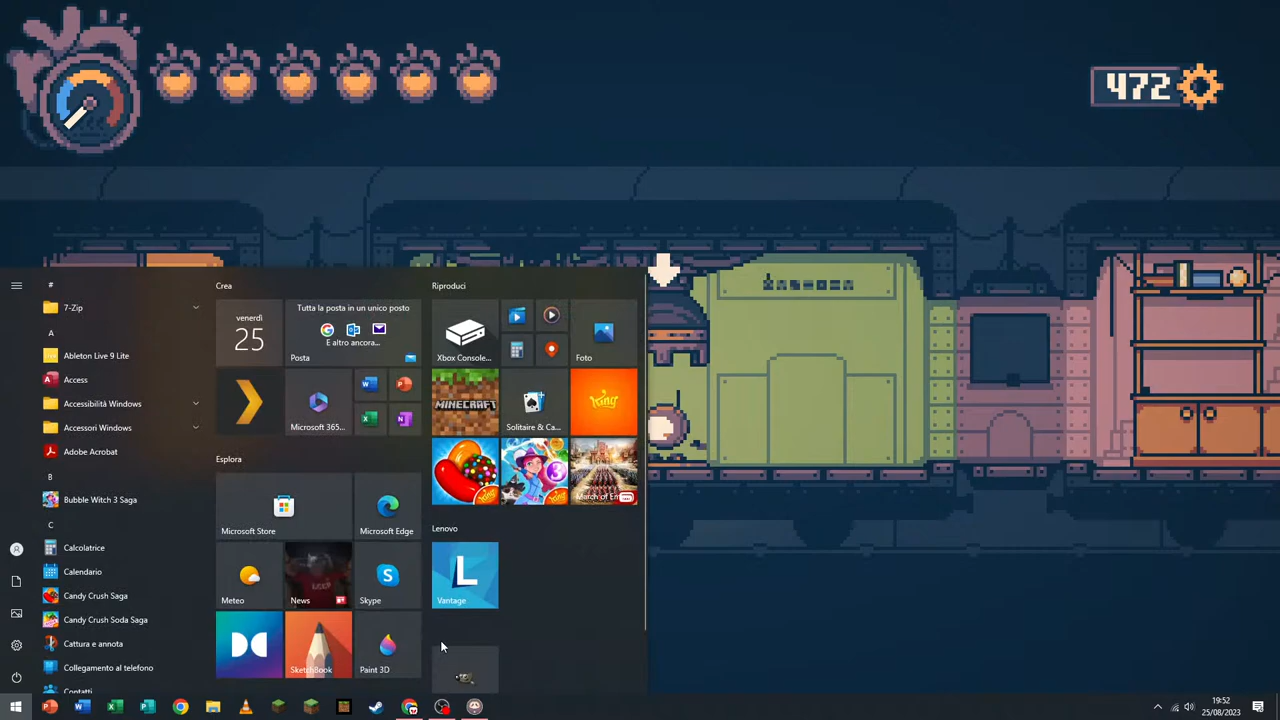 472
#
7-Zip
A
Ableton Live 9 Lite
Access
Accessibilità Windows
Accessori Windows
Adobe Acrobat
B
Bubble Witch 3 Saga
C
Calcolatrice
Calendario
Candy Crush Saga
Candy Crush Soda Saga
Cattura e annota
Collegamento al telefono
Contatti
Crea
venerdì
25
Tutta la posta in un unico posto
E altro ancora...
Posta
Microsoft 365...
Esplora
Microsoft Store
Microsoft Edge
Meteo
News
Skype
SketchBook
Paint 3D
Riproduci
Xbox Console...
Foto
MINECRAFT
Solitaire & Ca...
King
King
King
March of Em...
Lenovo
L
Vantage
19:52
25/08/2023